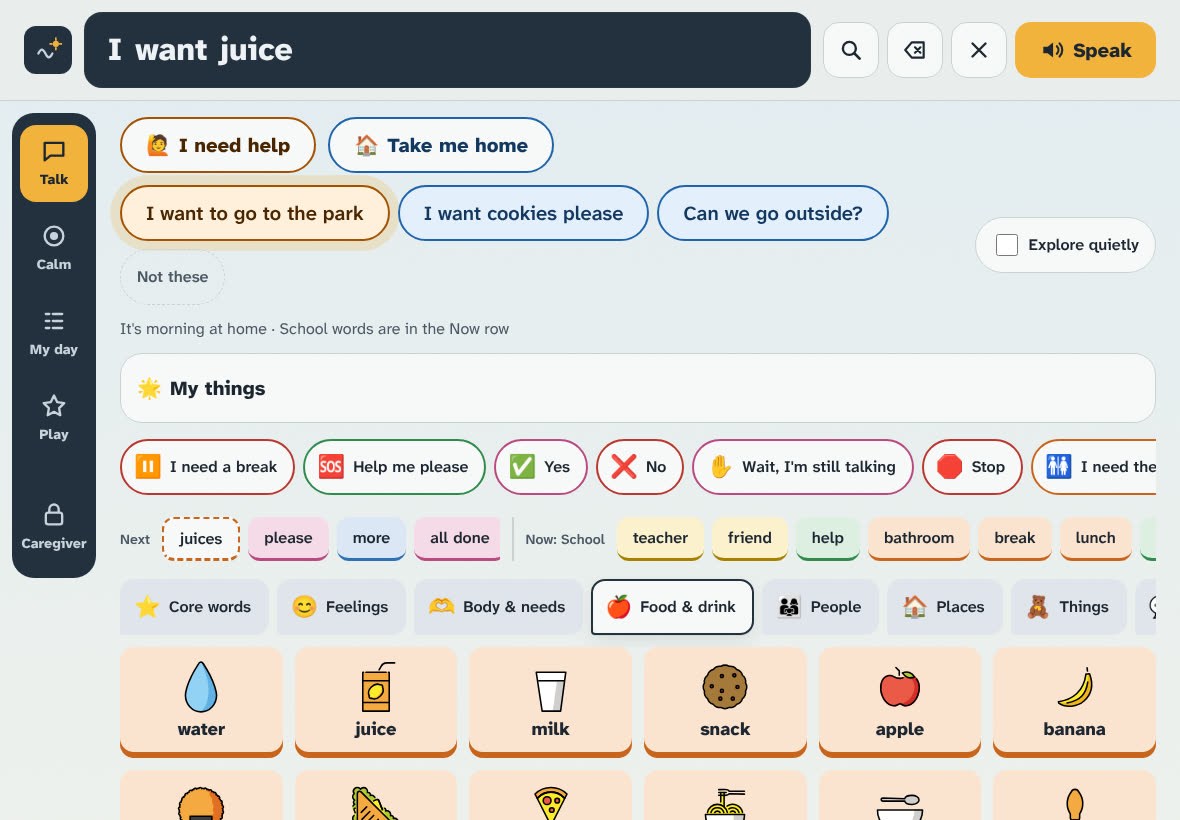 I want juice
Speak
Talk
Calm
My day
Play
Caregiver
I need help
Take me home
I want to go to the park
I want cookies please
Can we go outside?
Not these
Explore quietly
It's morning at home · School words are in the Now row
My things
I need a break
SOS Help me please
Yes
No
Wait, I'm still talking
Stop
I need the
Next
juices
please
more
all done
Now: School
teacher
friend
help
bathroom
break
lunch
Core words
Feelings
Body & needs
Food & drink
People
Places
Things
water
juice
milk
snack
apple
banana